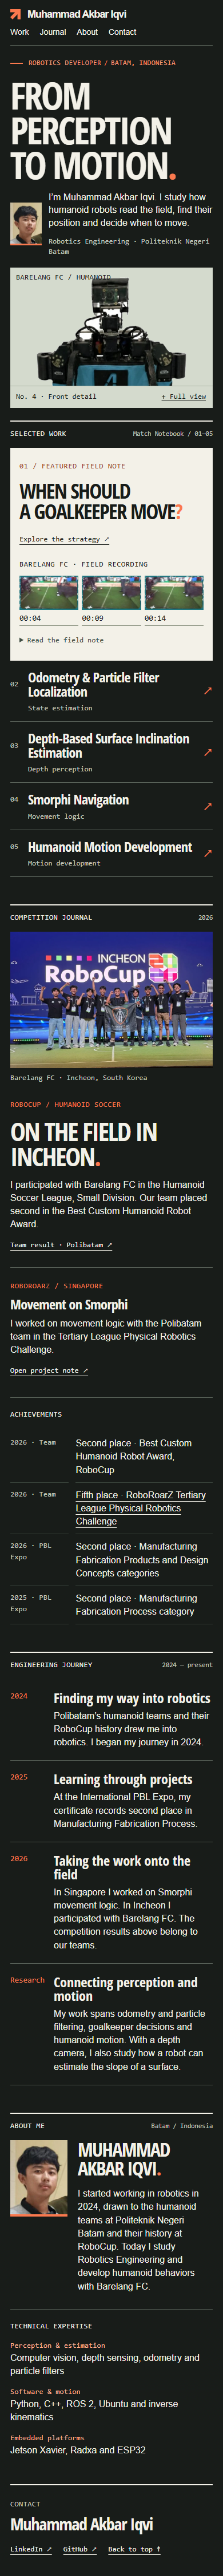 Muhammad Akbar Iqvi
Work Journal About Contact
ROBOTICS DEVELOPER / BATAM, INDONESIA
FROM
PERCEPTION
TO MOTION.
I'm Muhammad Akbar Iqvi. I study how
humanoid robots read the field, find their
position and decide when to move.
Robotics Engineering · Politeknik Negeri
Batam
BARELANG FC / HUMANOID
No. 4 · Front detail
+ Full view
SELECTED WORK
Match Notebook / 01–05
01 / FEATURED FIELD NOTE
WHEN SHOULD
A GOALKEEPER MOVE?
Explore the strategy ↗
BARELANG FC · FIELD RECORDING
00:04 00:09 00:14
▶ Read the field note
02 Odometry & Particle Filter
Localization
State estimation
↗
03 Depth-Based Surface Inclination
Estimation
Depth perception
↗
04 Smorphi Navigation
Movement logic
↗
05 Humanoid Motion Development
Motion development
↗
COMPETITION JOURNAL
2026
INCHEON
RoboCup
Barelang FC · Incheon, South Korea
ROBOCUP / HUMANOID SOCCER
ON THE FIELD IN
INCHEON.
I participated with Barelang FC in the Humanoid
Soccer League, Small Division. Our team placed
second in the Best Custom Humanoid Robot
Award.
Team result · Polibatam ↗
ROBOROARZ / SINGAPORE
Movement on Smorphi
I worked on movement logic with the Polibatam
team in the Tertiary League Physical Robotics
Challenge.
Open project note ↗
ACHIEVEMENTS
2026 · Team
Second place · Best Custom
Humanoid Robot Award,
RoboCup
2026 · Team
Fifth place · RoboRoarZ Tertiary
League Physical Robotics
Challenge
2026 · PBL
Expo
Second place · Manufacturing
Fabrication Products and Design
Concepts categories
2025 · PBL
Expo
Second place · Manufacturing
Fabrication Process category
ENGINEERING JOURNEY
2024 — present
2024
Finding my way into robotics
Polibatam's humanoid teams and their
RoboCup history drew me into
robotics. I began my journey in 2024.
2025
Learning through projects
At the International PBL Expo, my
certificate records second place in
Manufacturing Fabrication Process.
2026
Taking the work onto the
field
In Singapore I worked on Smorphi
movement logic. In Incheon I
participated with Barelang FC. The
competition results above belong to
our teams.
Research
Connecting perception and
motion
My work spans odometry and particle
filtering, goalkeeper decisions and
humanoid motion. With a depth
camera, I also study how a robot can
estimate the slope of a surface.
ABOUT ME
Batam / Indonesia
MUHAMMAD
AKBAR IQVI.
I started working in robotics in
2024, drawn to the humanoid
teams at Politeknik Negeri
Batam and their history at
RoboCup. Today I study
Robotics Engineering and
develop humanoid behaviors
with Barelang FC.
TECHNICAL EXPERTISE
Perception & estimation
Computer vision, depth sensing, odometry and
particle filters
Software & motion
Python, C++, ROS 2, Ubuntu and inverse
kinematics
Embedded platforms
Jetson Xavier, Radxa and ESP32
CONTACT
Muhammad Akbar Iqvi
LinkedIn ↗ GitHub ↗ Back to top ↑